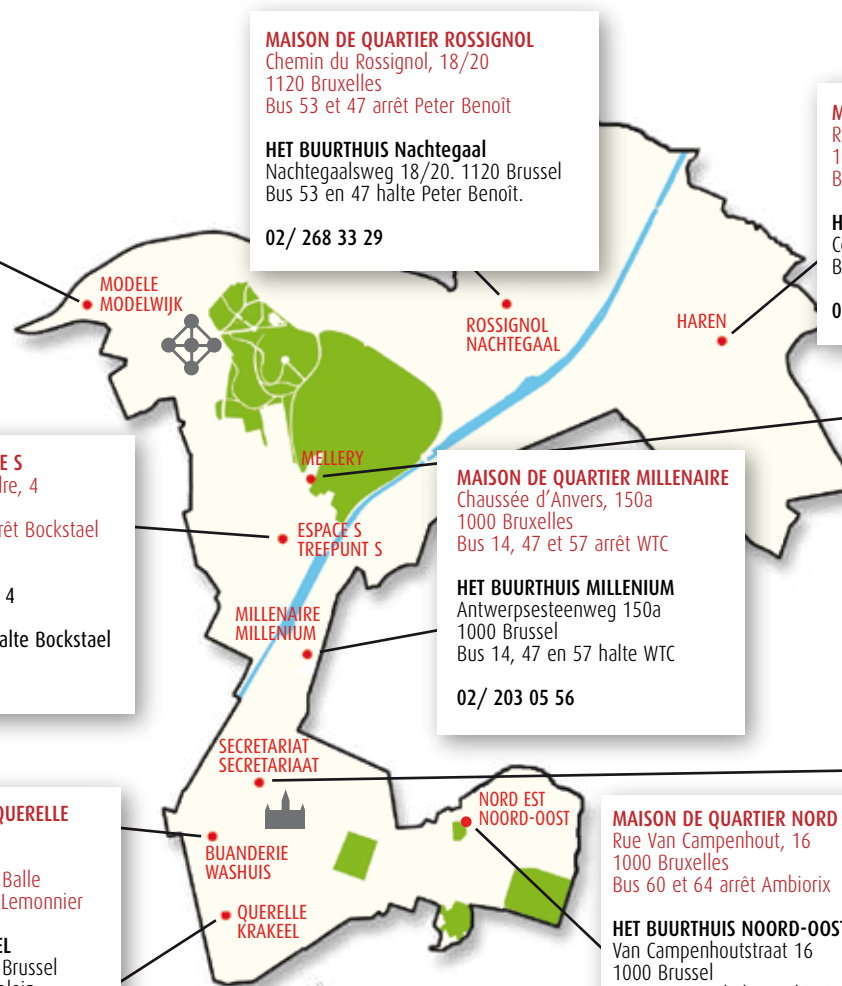 MAISON DE QUARTIER ROSSIGNOL
Chemin du Rossignol, 18/20
1120 Bruxelles
Bus 53 et 47 arrêt Peter Benoît
HET BUURTHUIS Nachtegaal
Nachtegaalsweg 18/20. 1120 Brussel
Bus 53 en 47 halte Peter Benoît.
02/ 268 33 29
MODELE
MODELWIJK
ROSSIGNOL
NACHTEGAAL
HAREN
MELLERY
E S
4
arrêt Bockstael
4
halte Bockstael
ESPACE S
TREFPUNT S
MAISON DE QUARTIER MILLENAIRE
Chaussée d'Anvers, 150a
1000 Bruxelles
Bus 14, 47 et 57 arrêt WTC
HET BUURTHUIS MILLENIUM
Antwerpsesteenweg 150a
1000 Brussel
Bus 14, 47 en 57 halte WTC
02/ 203 05 56
MILLENAIRE
MILLENIUM
SECRETARIAT
SECRETARIAAT
NORD EST
NOORD-OOST
QUERELLE
Balle
Lemonnier
Brussel
BUANDERIE
WASHUIS
QUERELLE
KRAKEEL
MAISON DE QUARTIER NORD
Rue Van Campenhout, 16
1000 Bruxelles
Bus 60 et 64 arrêt Ambiorix
HET BUURTHUIS NOORD-OOST
Van Campenhoutstraat 16
1000 Brussel